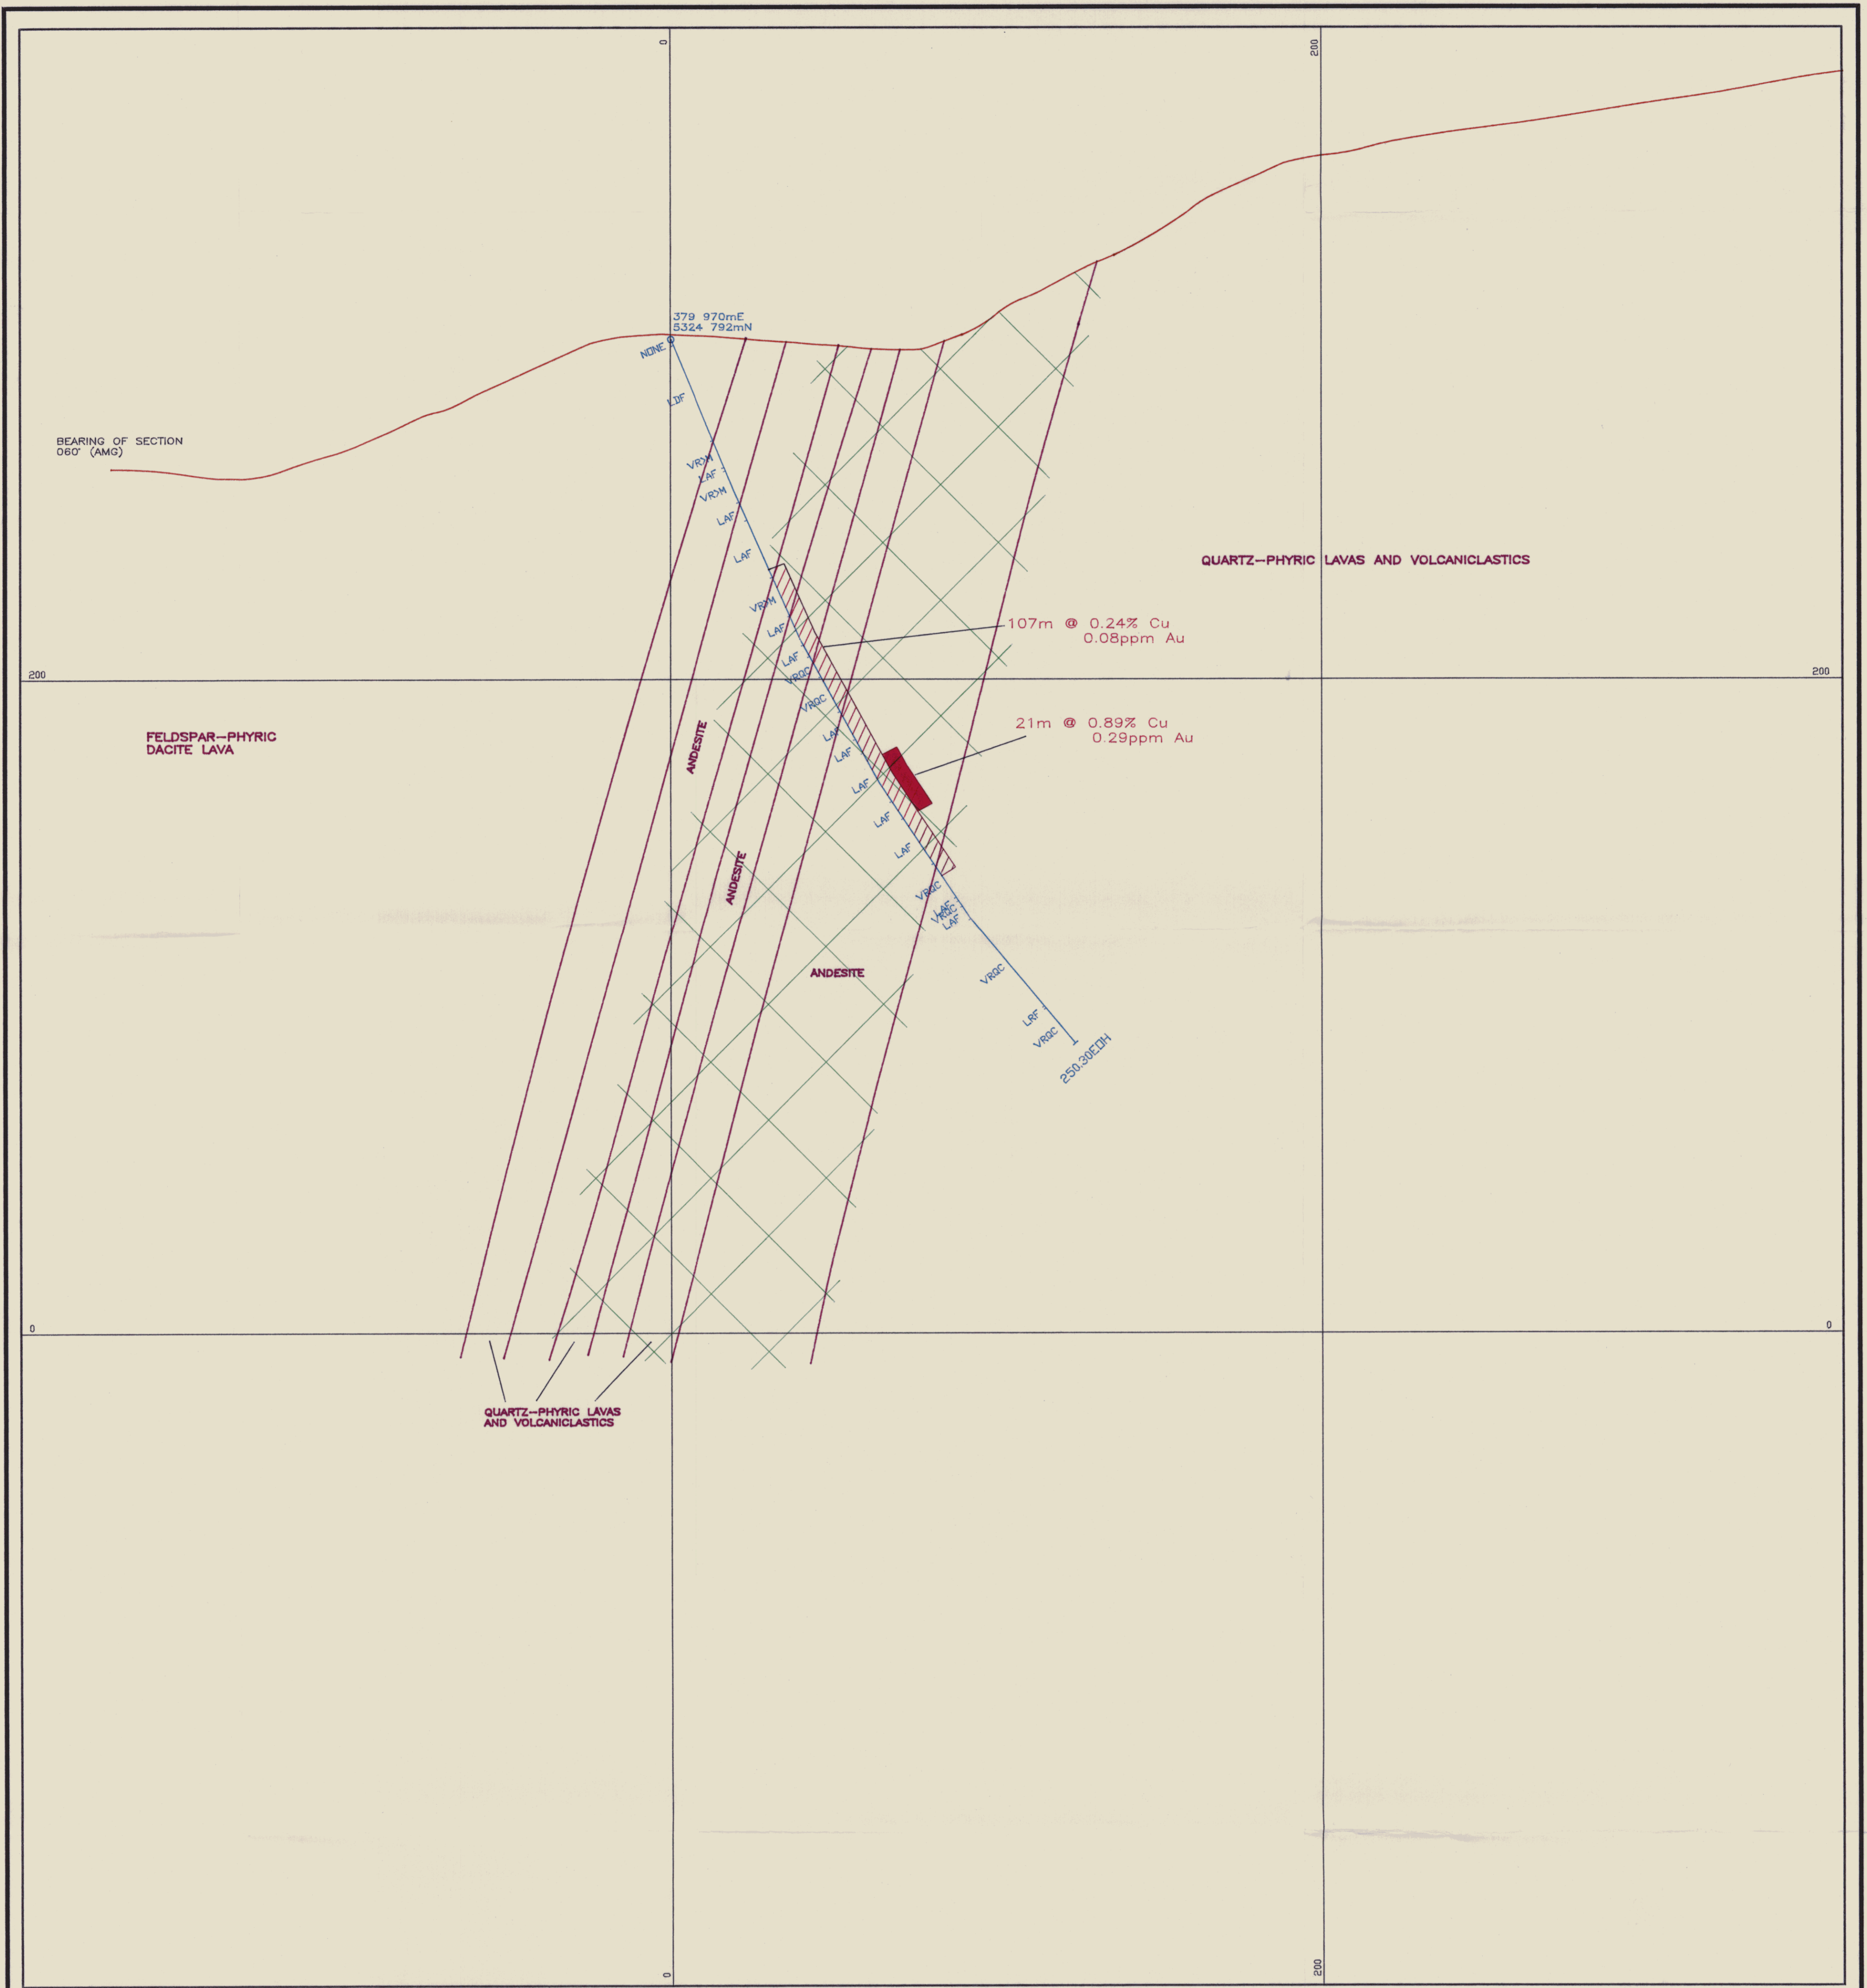 0
200
379 970mE
5324 792mN
NONE
LDF
BEARING OF SECTION
060° (AMG)
VRXM
LAF
VRXM
LAF
LAF
QUARTZ-PHYRIC LAVAS AND VOLCANICLASTICS
VRXM
107m @ 0.24% Cu
0.08ppm Au
LAF
LAF
200
VRQC
200
VRQC
21m @ 0.89% Cu
0.29ppm Au
FELDSPAR-PHYRIC
DACITE LAVA
ANDESITE
LAF
LAF
LAF
LAF
LAF
ANDESITE
VRQC
LAF
VRQC
LAF
ANDESITE
VRQC
LRF
VRQC
250.30EOH
0
0
QUARTZ-PHYRIC LAVAS
AND VOLCANICLASTICS
0
200